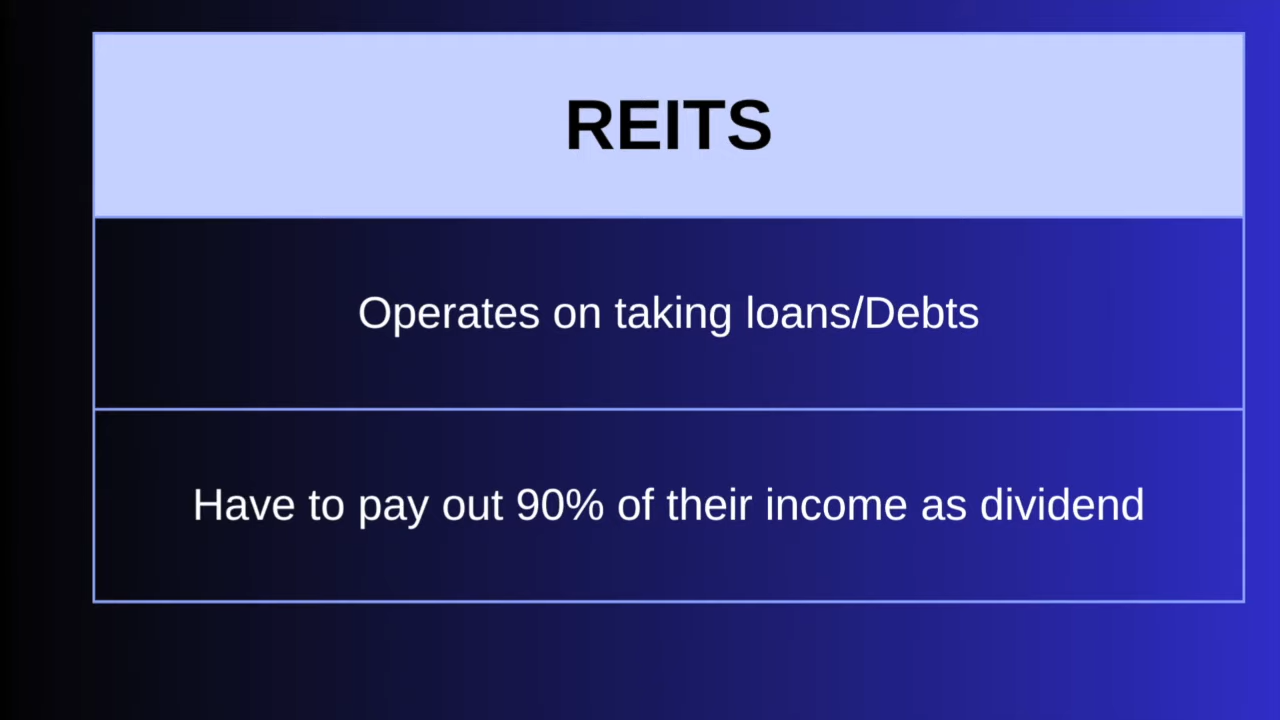 REITS
Operates on taking loans/Debts
Have to pay out 90% of their income as dividend